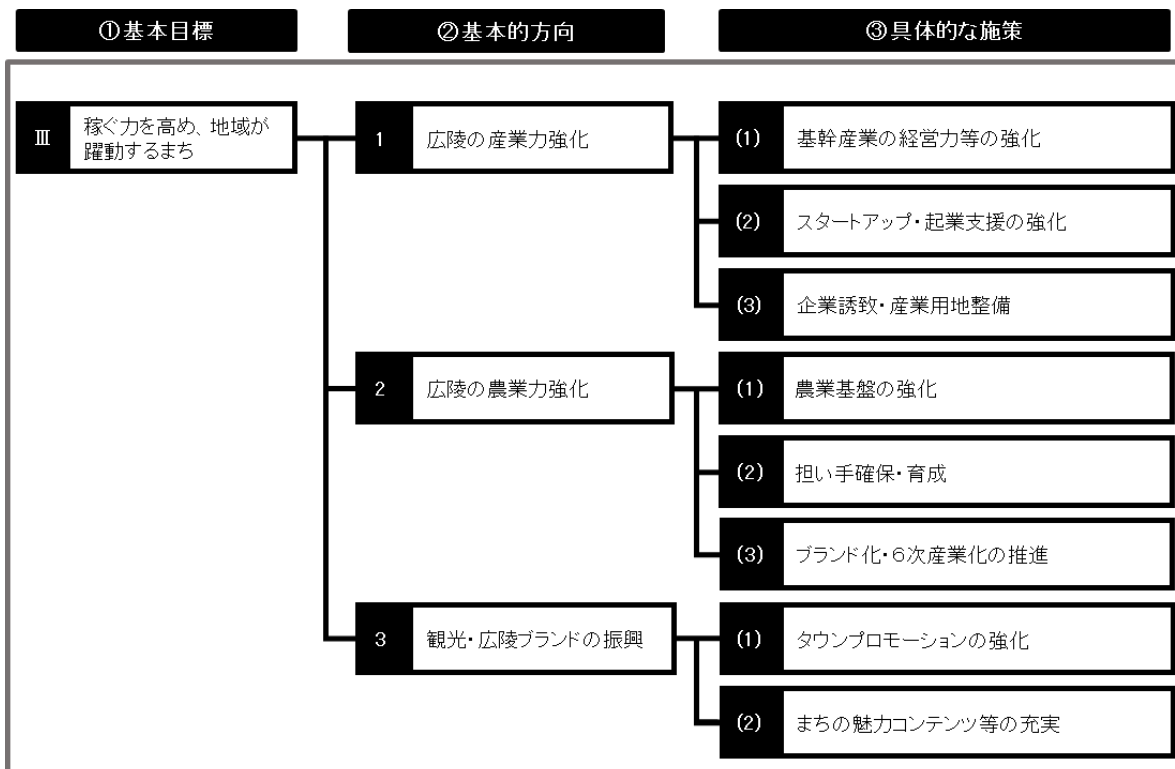 ①基本目標
②基本的方向
③具体的な施策
Ⅲ
稼ぐ力を高め、地域が
躍動するまち
1
広陵の産業力強化
(1)
基幹産業の経営力等の強化
(2)
スタートアップ・起業支援の強化
(3)
企業誘致・産業用地整備
2
広陵の農業力強化
(1)
農業基盤の強化
(2)
担い手確保・育成
(3)
ブランド化・6次産業化の推進
3
観光・広陵ブランドの振興
(1)
タウンプロモーションの強化
(2)
まちの魅力コンテンツ等の充実